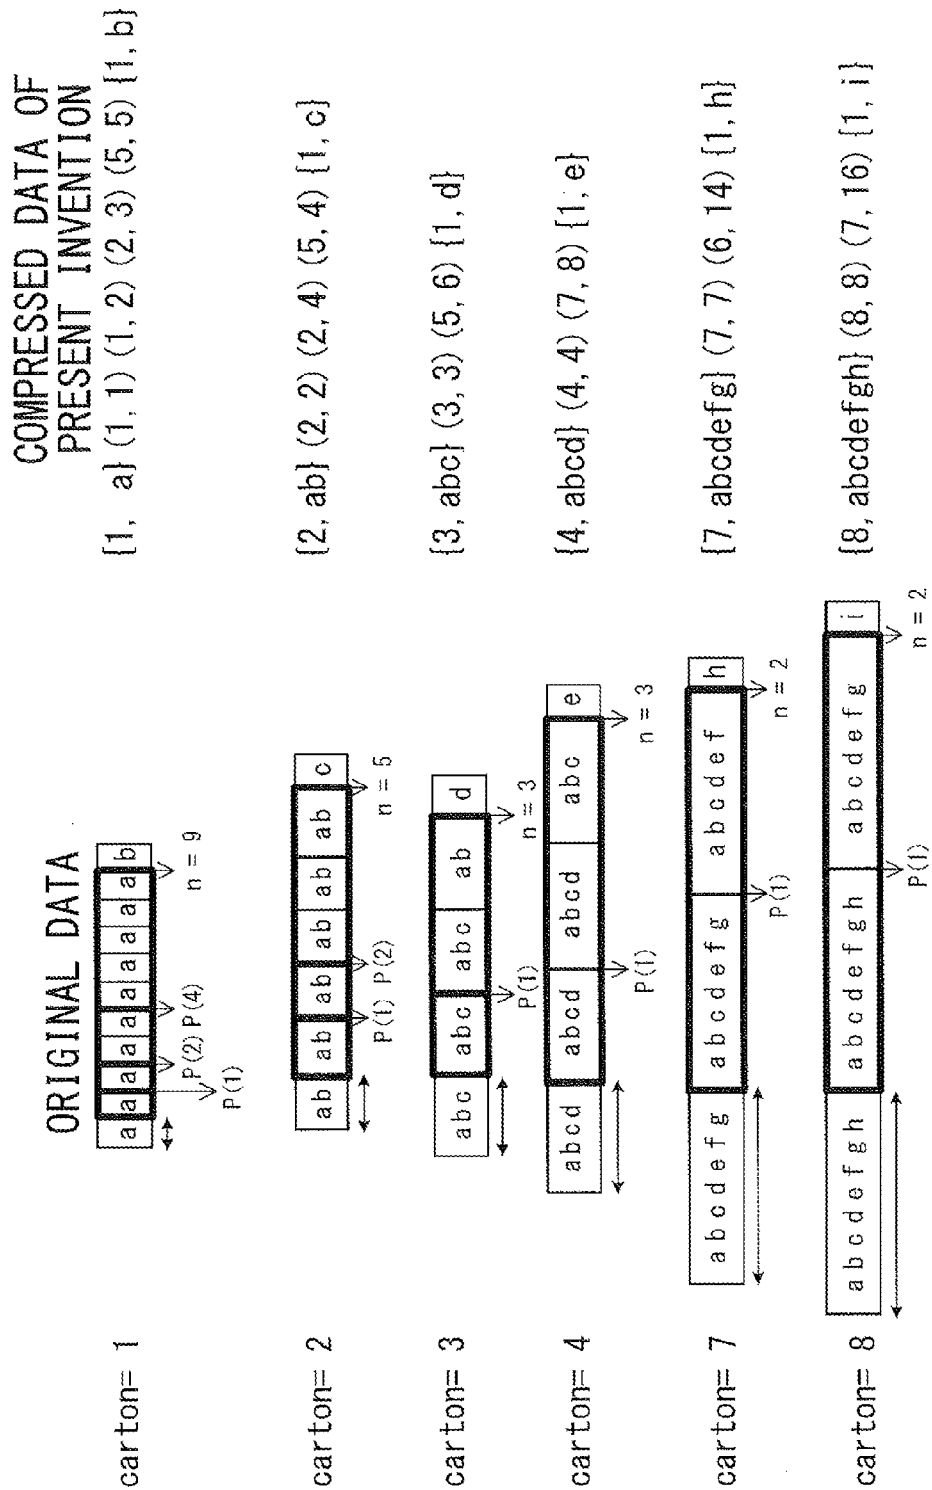 ORIGINAL DATA
COMPRESSED DATA OF
PRESENT INVENTION
carton= 1
a a a a a a a a a a b
P(2) P(4) n = 9
P(1)
{1, a} (1, 1) (1, 2) (2, 3) (5, 5) {1, b}
carton= 2
ab ab ab ab ab ab c
P(1) P(2) n = 5
{2, ab} (2, 2) (2, 4) (5, 4) {1, c}
carton= 3
abc abc abc ab d
P(1) n = 3
{3, abc} (3, 3) (5, 6) {1, d}
carton= 4
abcd abcd abcd abc e
P(1) n = 3
{4, abcd} (4, 4) (7, 8) {1, e}
carton= 7
abcdefg abcdefg abcdef h
P(1) n = 2
{7, abcdefg} (7, 7) (6, 14) {1, h}
carton= 8
abcdefgh abcdefgh abcdefg i
P(1) n = 2
{8, abcdefgh} (8, 8) (7, 16) {1, i}